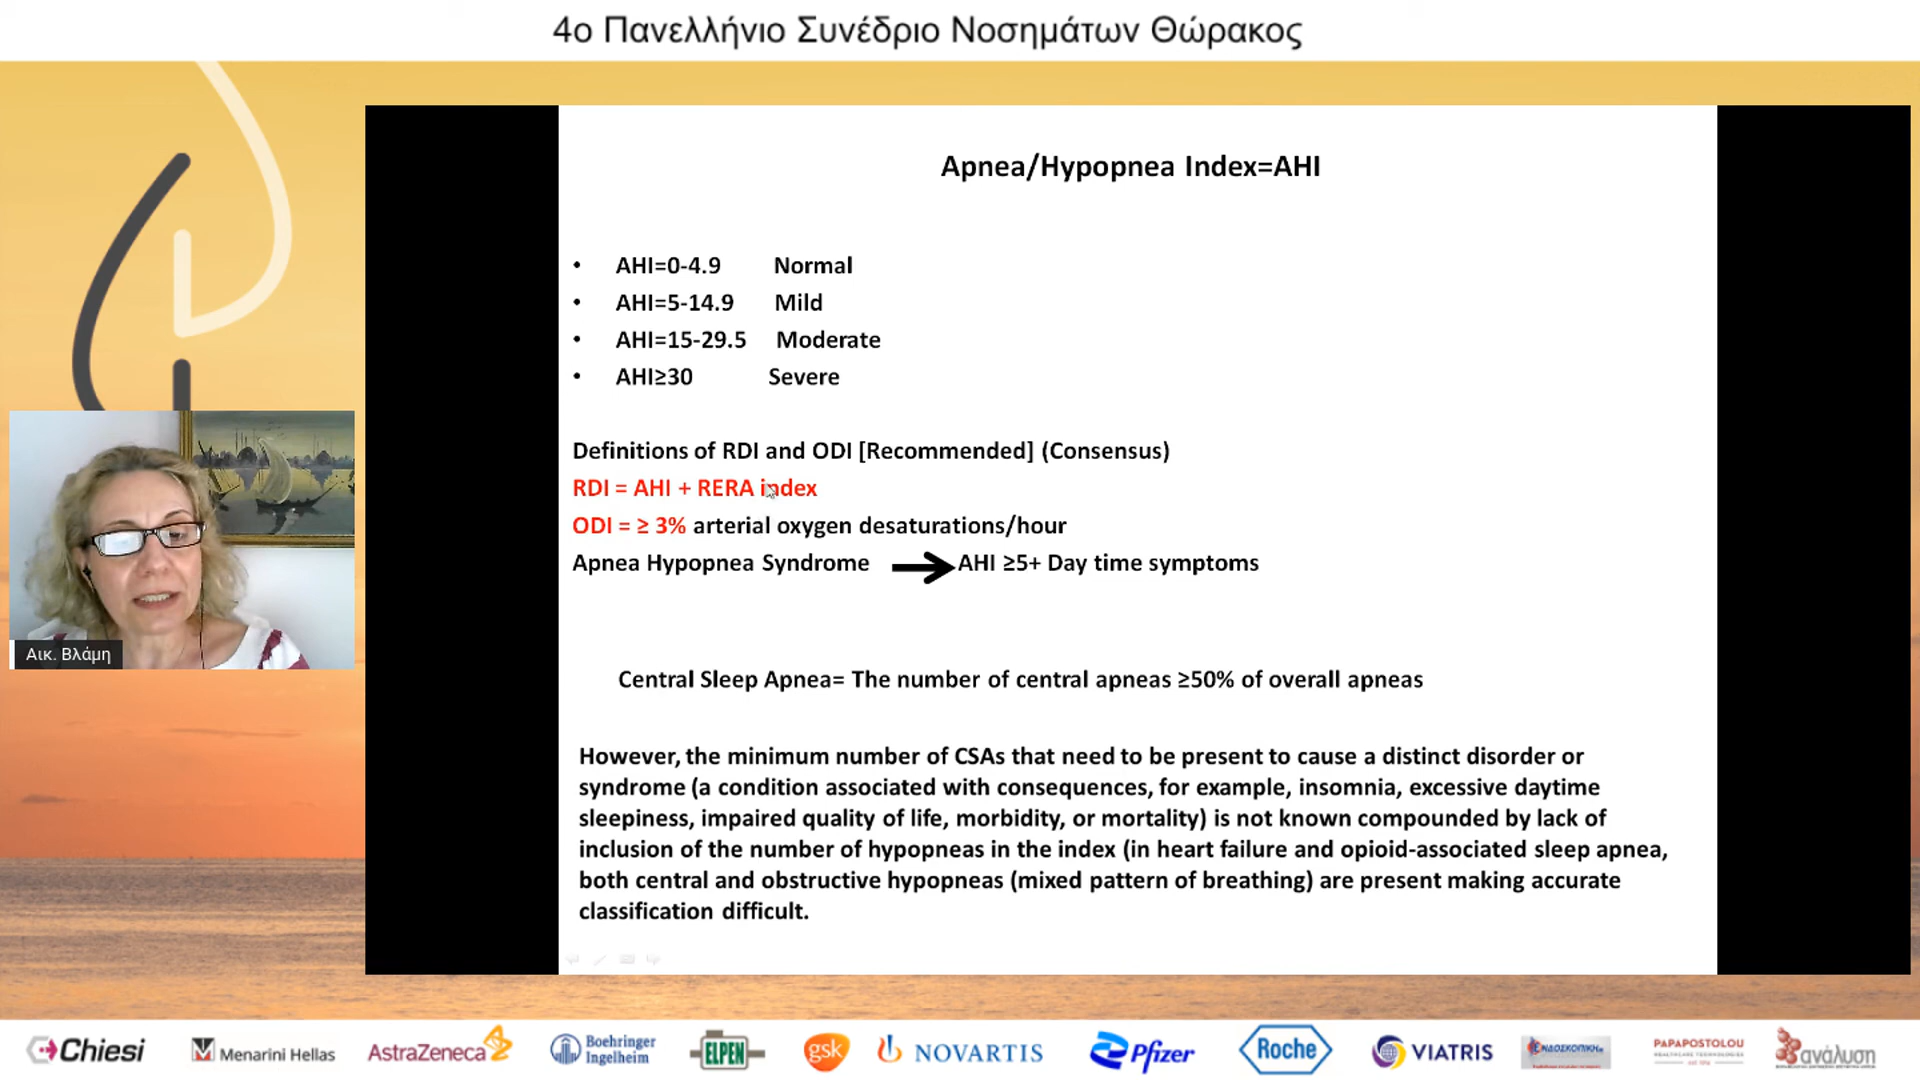 4ο Πανελλήνιο Συνέδριο Νοσημάτων Θώρακος
Apnea/Hypopnea Index=AHI
• AHI=0-4.9 Normal
• AHI=5-14.9 Mild
• AHI=15-29.5 Moderate
• AHI≥30 Severe
Definitions of RDI and ODI [Recommended] (Consensus)
RDI = AHI + RERA index
ODI = ≥ 3% arterial oxygen desaturations/hour
Apnea Hypopnea Syndrome AHI ≥5+ Day time symptoms
Αικ. Βλάμη
Central Sleep Apnea= The number of central apneas ≥50% of overall apneas
However, the minimum number of CSAs that need to be present to cause a distinct disorder or
syndrome (a condition associated with consequences, for example, insomnia, excessive daytime
sleepiness, impaired quality of life, morbidity, or mortality) is not known compounded by lack of
inclusion of the number of hypopneas in the index (in heart failure and opioid-associated sleep apnea,
both central and obstructive hypopneas (mixed pattern of breathing) are present making accurate
classification difficult.
Chiesi
Menarini Hellas
AstraZeneca
Boehringer
Ingelheim
ELPEN
gsk
NOVARTIS
Pfizer
Roche
VIATRIS
ΕΝΔΟΣΚΟΠΙΚΗ
PAPAPOSTOLOU
ανάλυση